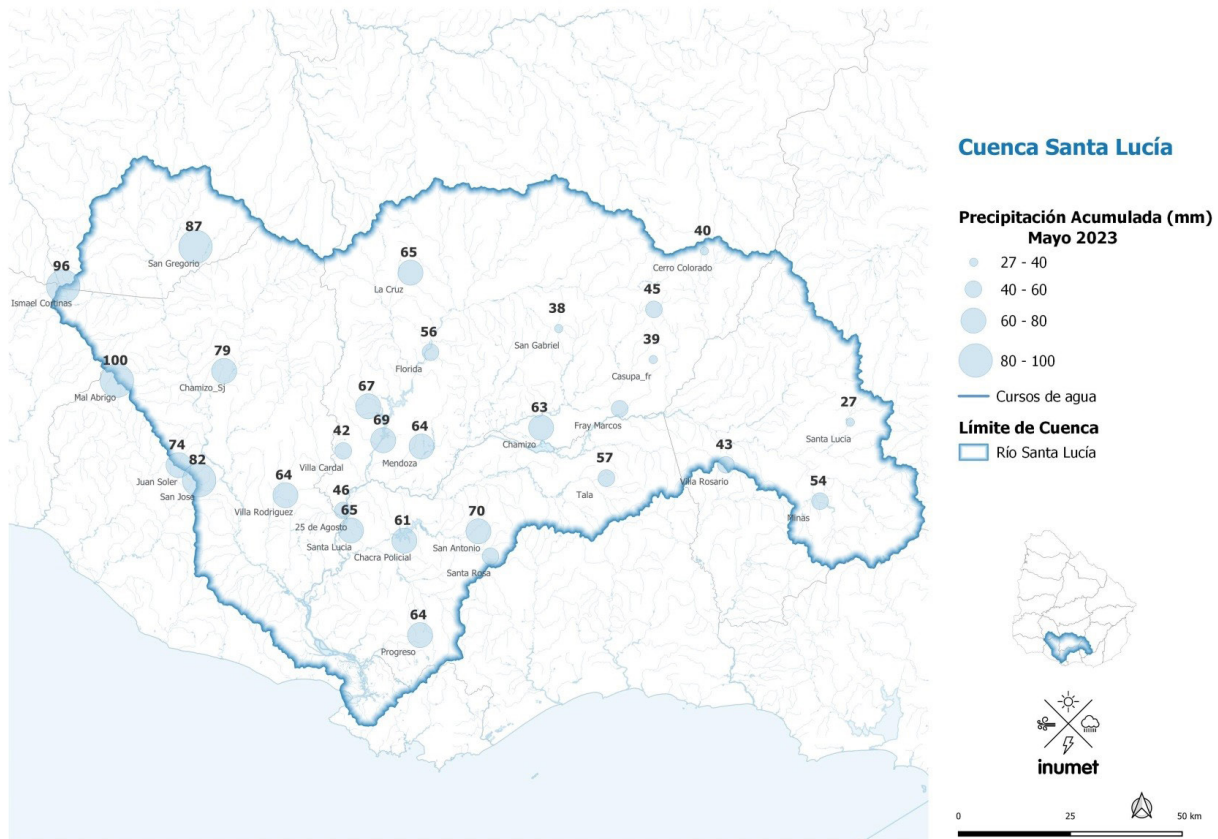 87
San Gregorio
96
Ismael Cortinas
65
La Cruz
40
Cerro Colorado
45
38
San Gabriel
56
Florida
39
Casupa_fr
100
Mal Abrigo
79
Chamizo_Sj
67
69
64
Mendoza
42
Villa Cardal
63
Chamizo
Fray Marcos
27
Santa Lucia
43
Villa Rosario
54
Minas
57
Tala
74
Juan Soler
82
San Jose
64
Villa Rodriguez
46
25 de Agosto
65
Santa Lucia
61
Chacra Policial
70
San Antonio
Santa Rosa
64
Progreso
Cuenca Santa Lucía
Precipitación Acumulada (mm)
Mayo 2023
27 - 40
40 - 60
60 - 80
80 - 100
Cursos de agua
Límite de Cuenca
Río Santa Lucía
inumet
0 25 50 km